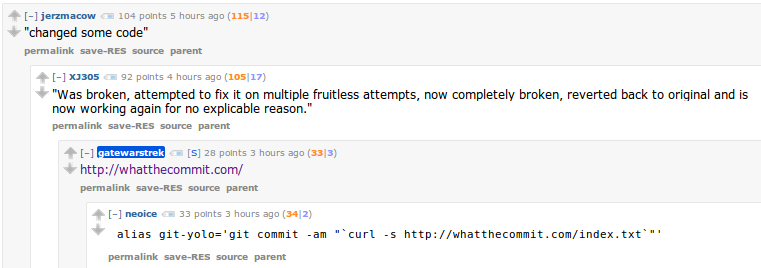 [–] jerzmacow 104 points 5 hours ago (115|12)
"changed some code"
permalink save-RES source parent
[–] XJ305 92 points 4 hours ago (105|17)
"Was broken, attempted to fix it on multiple fruitless attempts, now completely broken, reverted back to original and is
now working again for no explicable reason."
permalink save-RES source parent
[–] gatewarstrek [S] 28 points 3 hours ago (33|3)
http://whatthecommit.com/
permalink save-RES source parent
[–] neoice 33 points 3 hours ago (34|2)
alias git-yolo='git commit -am "`curl -s http://whatthecommit.com/index.txt`"'
permalink save-RES source parent